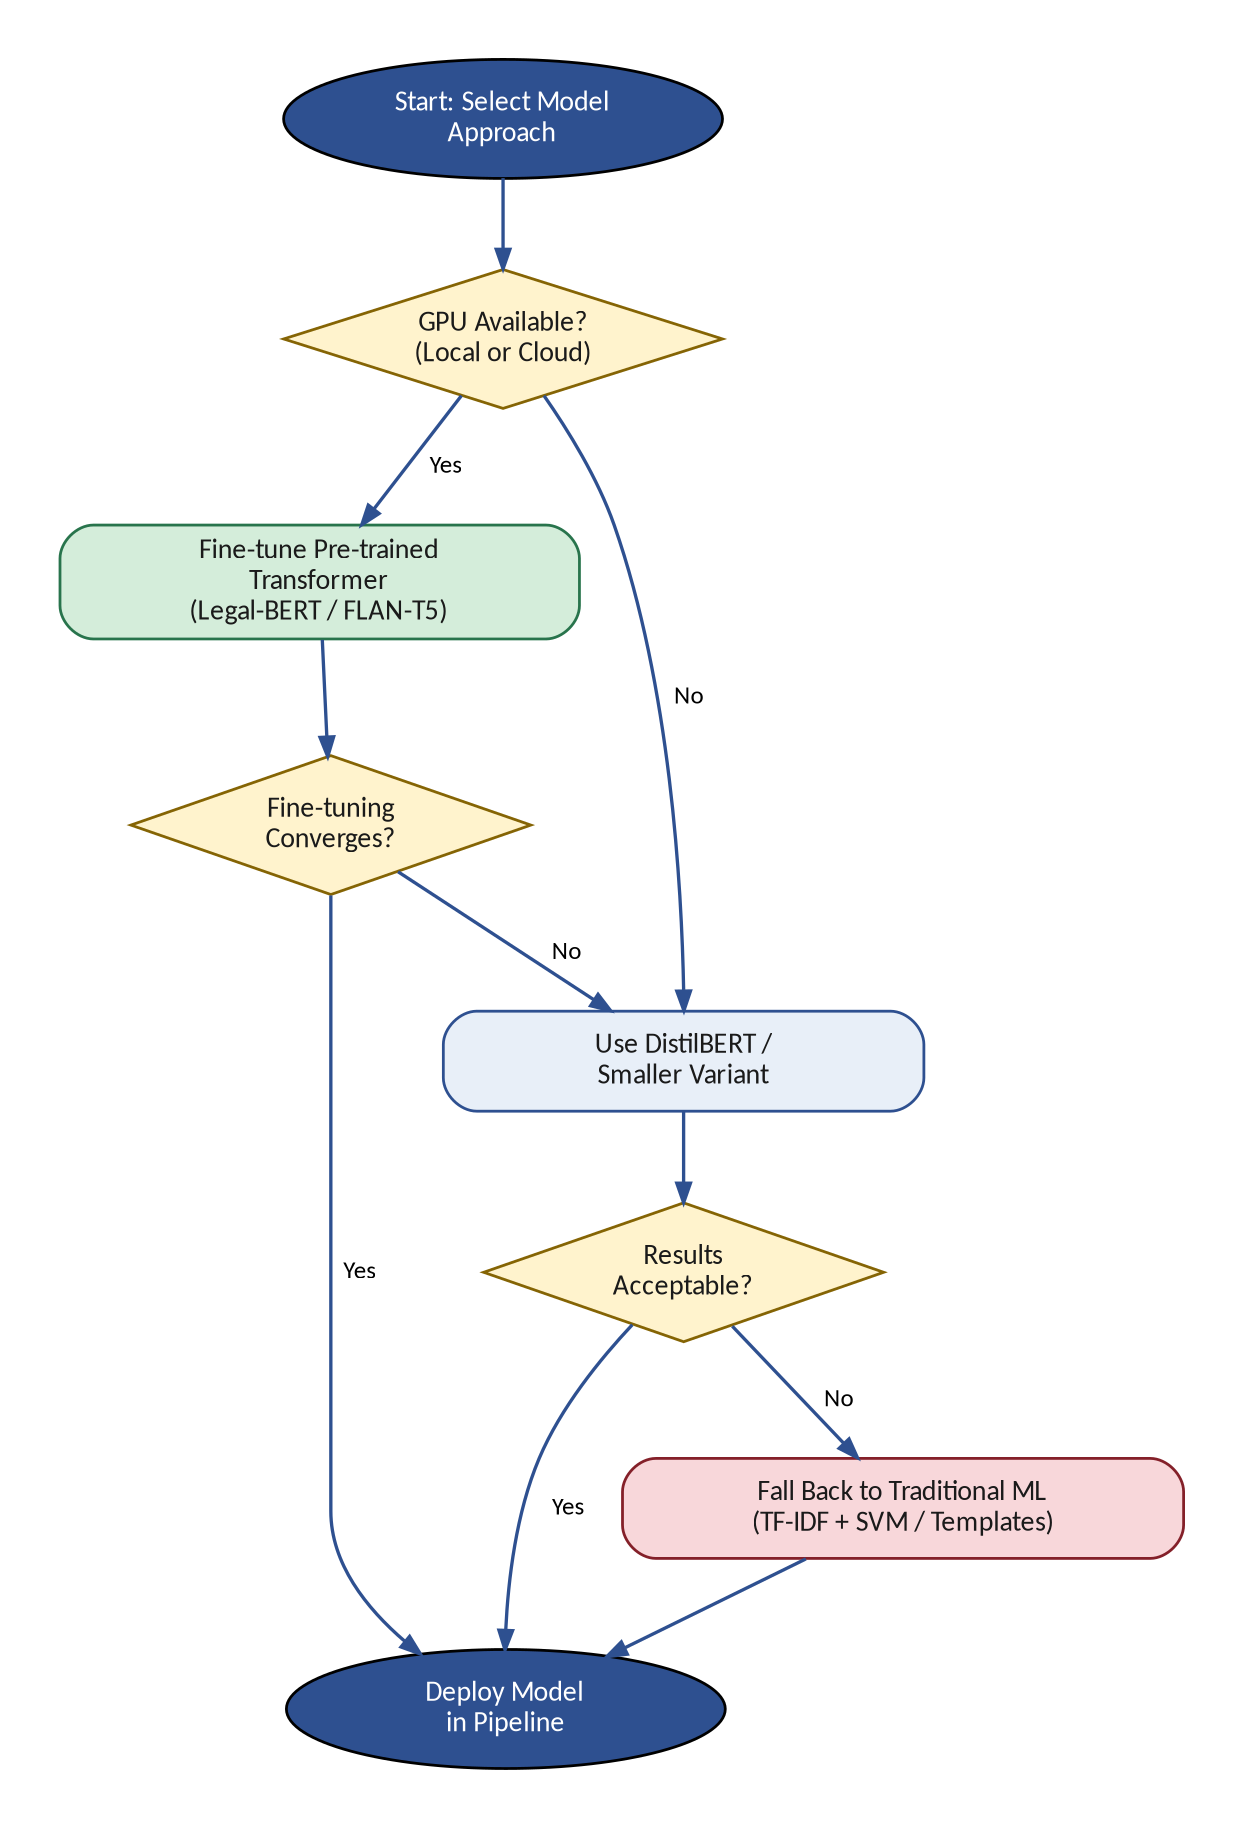 Start: Select Model
Approach
GPU Available?
(Local or Cloud)
Yes
Fine-tune Pre-trained
Transformer
(Legal-BERT / FLAN-T5)
No
Fine-tuning
Converges?
No
Use DistilBERT /
Smaller Variant
Results
Acceptable?
Yes
No
Fall Back to Traditional ML
(TF-IDF + SVM / Templates)
Yes
Deploy Model
in Pipeline